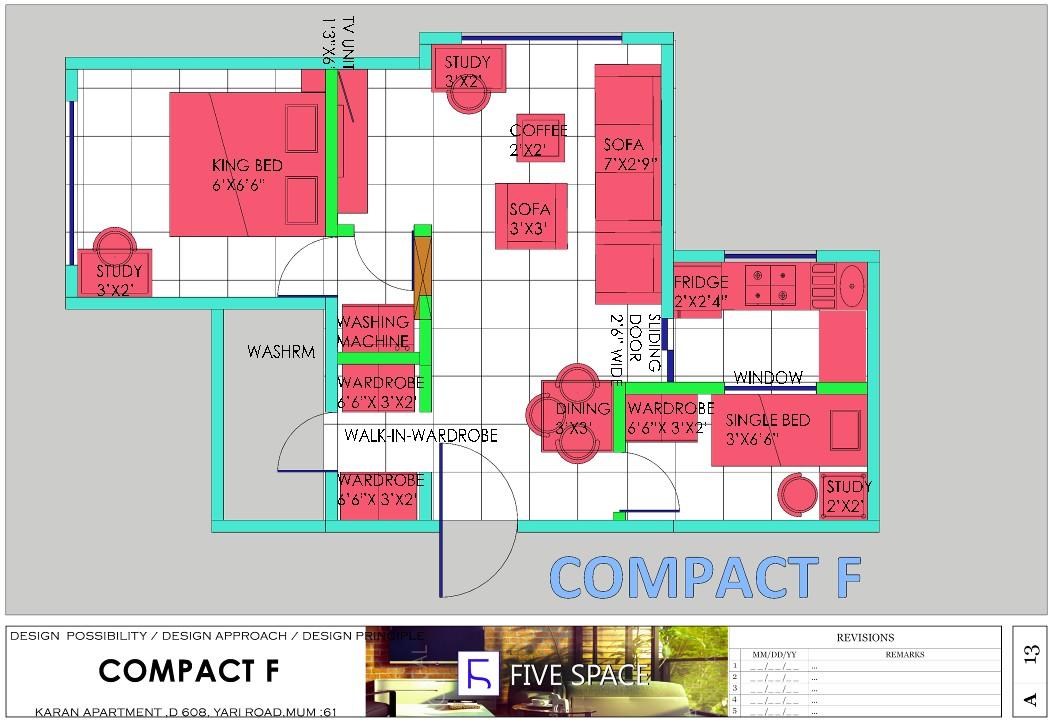 TV UNIT
1'3"X6'
STUDY
3'X2'
COFFEE
2'X2'
SOFA
7'X2'9"
KING BED
6'X6'6"
SOFA
3'X3'
STUDY
3'X2'
FRIDGE
2'X2'4"
WASHING
MACHINE
WASHRM
SLIDING
DOOR
2'6" WIDE
WINDOW
WARDROBE
6'6"X 3'X2'
DINING
3'X3'
WARDROBE
6'6"X 3'X2'
SINGLE BED
3'X6'6"
WALK-IN-WARDROBE
WARDROBE
6'6"X 3'X2'
STUDY
2'X2'
COMPACT F
DESIGN POSSIBILITY / DESIGN APPROACH / DESIGN PRINCIPLE
COMPACT F
KARAN APARTMENT ,D 608, YARI ROAD,MUM :61
FIVE SPACE
REVISIONS
MM/DD/YY REMARKS
1 __/__/__ ...
2 __/__/__ ...
3 __/__/__ ...
4 __/__/__ ...
5 __/__/__ ...
13
A